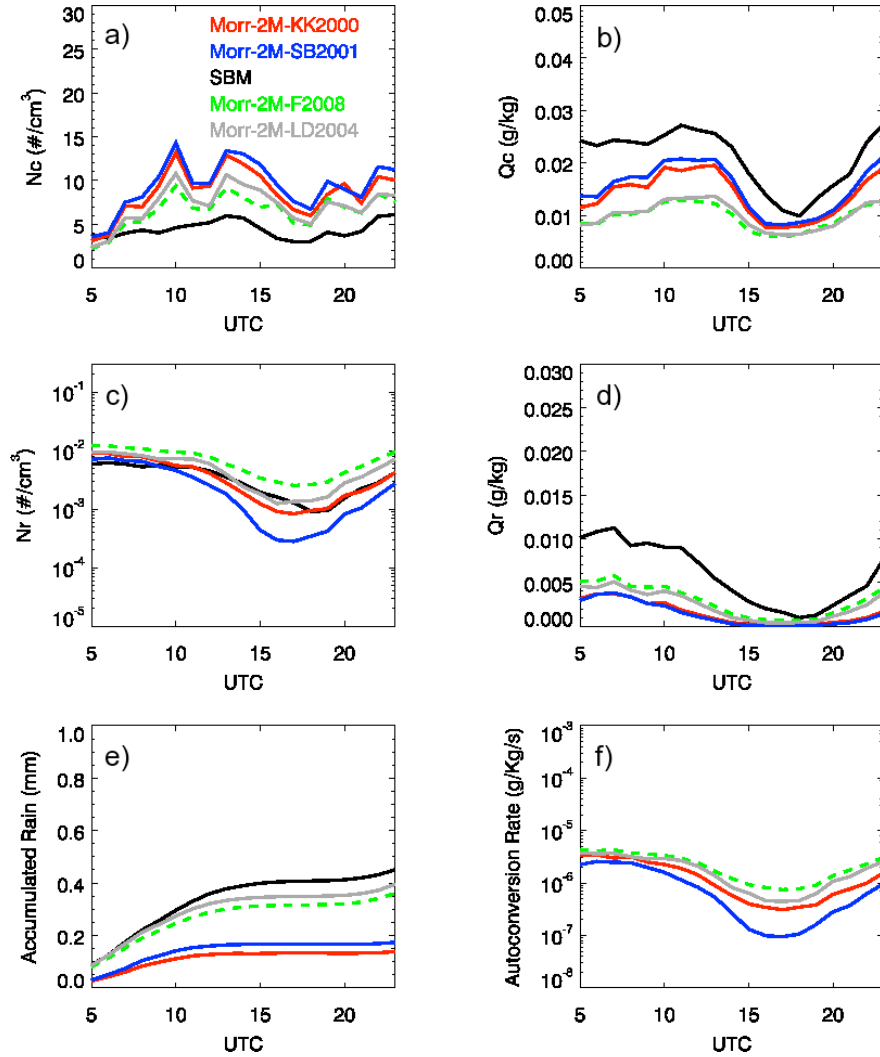 a)
Morr-2M-KK2000
Morr-2M-SB2001
SBM
Morr-2M-F2008
Morr-2M-LD2004
Nc (#/cm³)
30
25
20
15
10
5
0
5 10 15 20
UTC
b)
Qc (g/kg)
0.05
0.04
0.03
0.02
0.01
0.00
5 10 15 20
UTC
c)
Nr (#/cm³)
10⁻¹
10⁻²
10⁻³
10⁻⁴
10⁻⁵
5 10 15 20
UTC
d)
Qr (g/kg)
0.030
0.025
0.020
0.015
0.010
0.005
0.000
5 10 15 20
UTC
e)
Accumulated Rain (mm)
1.0
0.8
0.6
0.4
0.2
0.0
5 10 15 20
UTC
f)
Autoconversion Rate (g/Kg/s)
10⁻³
10⁻⁴
10⁻⁵
10⁻⁶
10⁻⁷
10⁻⁸
5 10 15 20
UTC